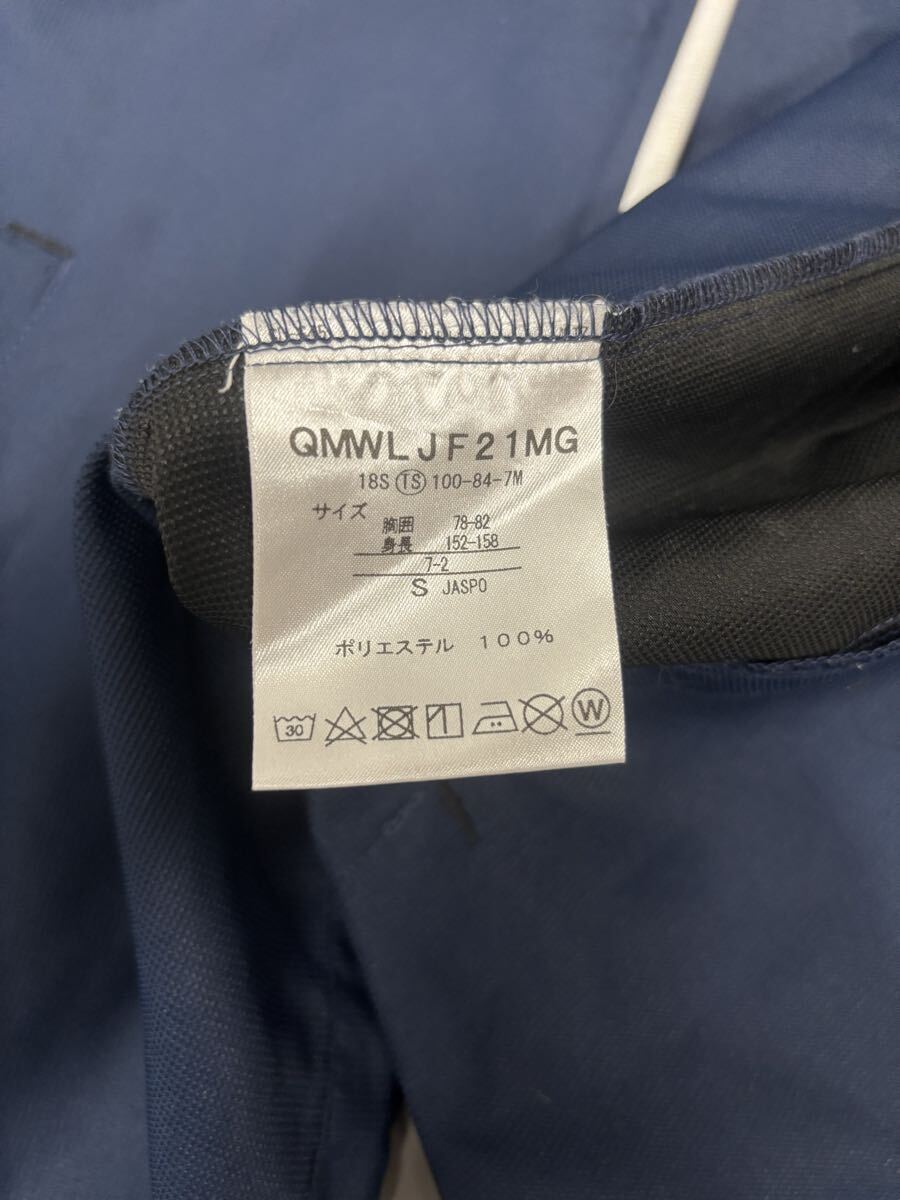 QMWLJF21MG
18S TS 100-84-7M
サイズ
胸囲 78-82
身長 152-158
7-2
S JASPO
ポリエステル 100%
30 W